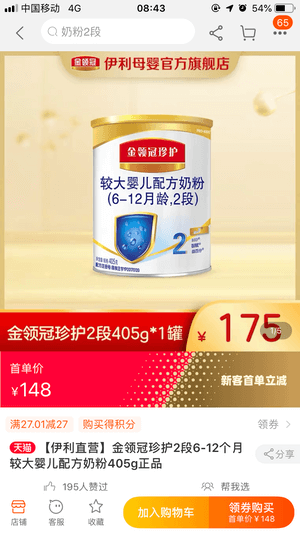 中国移动 4G 08:43 54%
奶粉2段
65
金领冠 伊利母婴官方旗舰店
金领冠珍护
较大婴儿配方奶粉
(6-12月龄,2段)
2
金领冠珍护2段405g*1罐 ¥ 175
首单价
¥148
新客首单立减
满27.01减27 购买得积分 领券
天猫 【伊利直营】金领冠珍护2段6-12个月
较大婴儿配方奶粉405g正品
分享
195人赞过 帮我选
店铺 客服 收藏
加入购物车
领券购买
首单价¥148